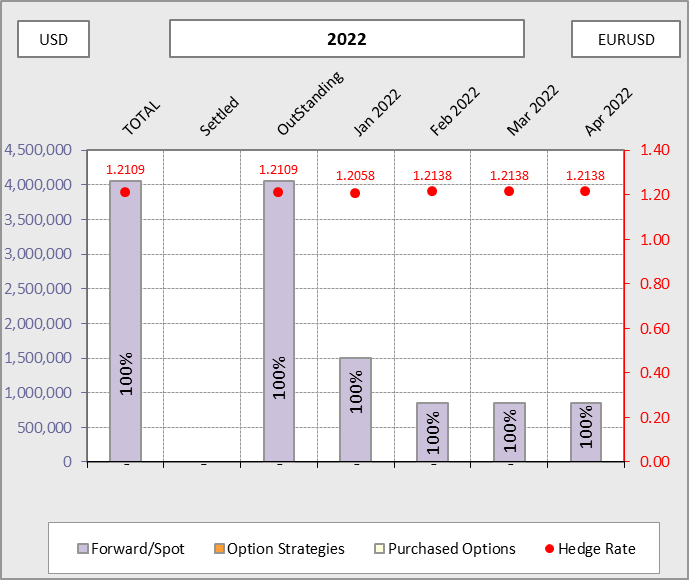 USD
2022
EURUSD
TOTAL
Settled
OutStanding
Jan 2022
Feb 2022
Mar 2022
Apr 2022
4,500,000
4,000,000
3,500,000
3,000,000
2,500,000
2,000,000
1,500,000
1,000,000
500,000
0
1.2109
1.2109
1.2058
1.2138
1.2138
1.2138
100%
100%
100%
100%
100%
100%
- - - - - - -
1.40
1.20
1.00
0.80
0.60
0.40
0.20
0.00
Forward/Spot
Option Strategies
Purchased Options
Hedge Rate